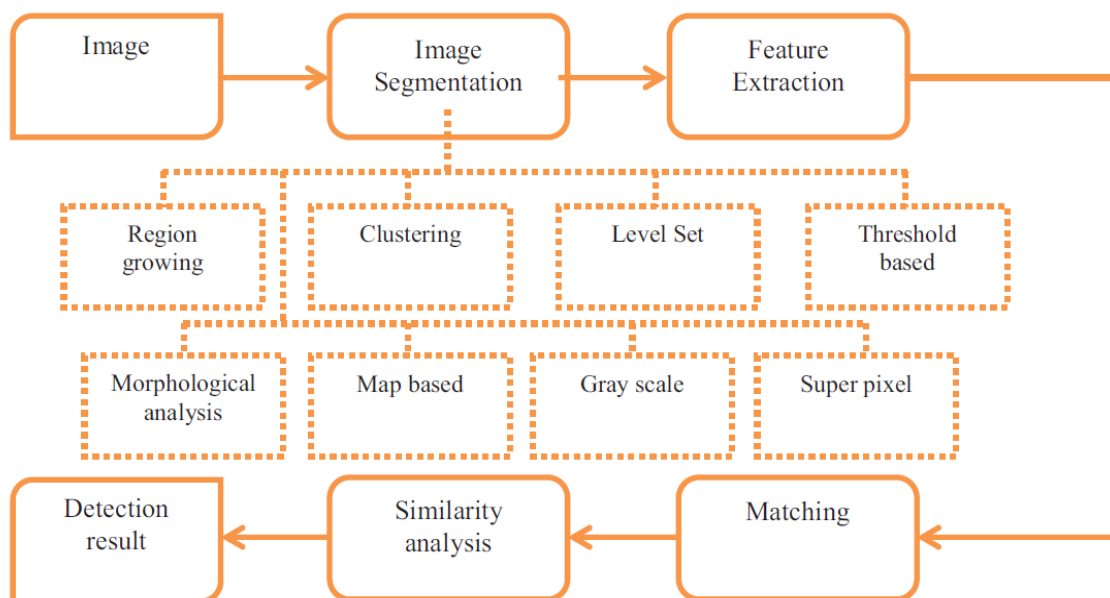 Image
Image
Segmentation
Feature
Extraction
Region
growing
Clustering
Level Set
Threshold
based
Morphological
analysis
Map based
Gray scale
Super pixel
Detection
result
Similarity
analysis
Matching